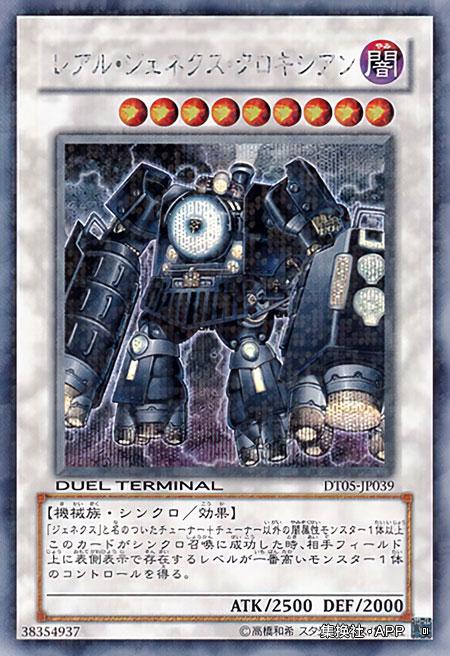 レアル・ジェネクス・クロキシアン
闇
DUEL TERMINAL DT05-JP039
【機械族・シンクロ／効果】
「ジェネクス」と名のついたチューナー＋チューナー以外の闇属性モンスター１体以上
このカードがシンクロ召喚に成功した時、相手フィールド
上に表側表示で存在するレベルが一番高いモンスター１体
のコントロールを得る。
ATK/2500 DEF/2000
38354937 ©高橋和希 スタジオ・ 集英社・APP